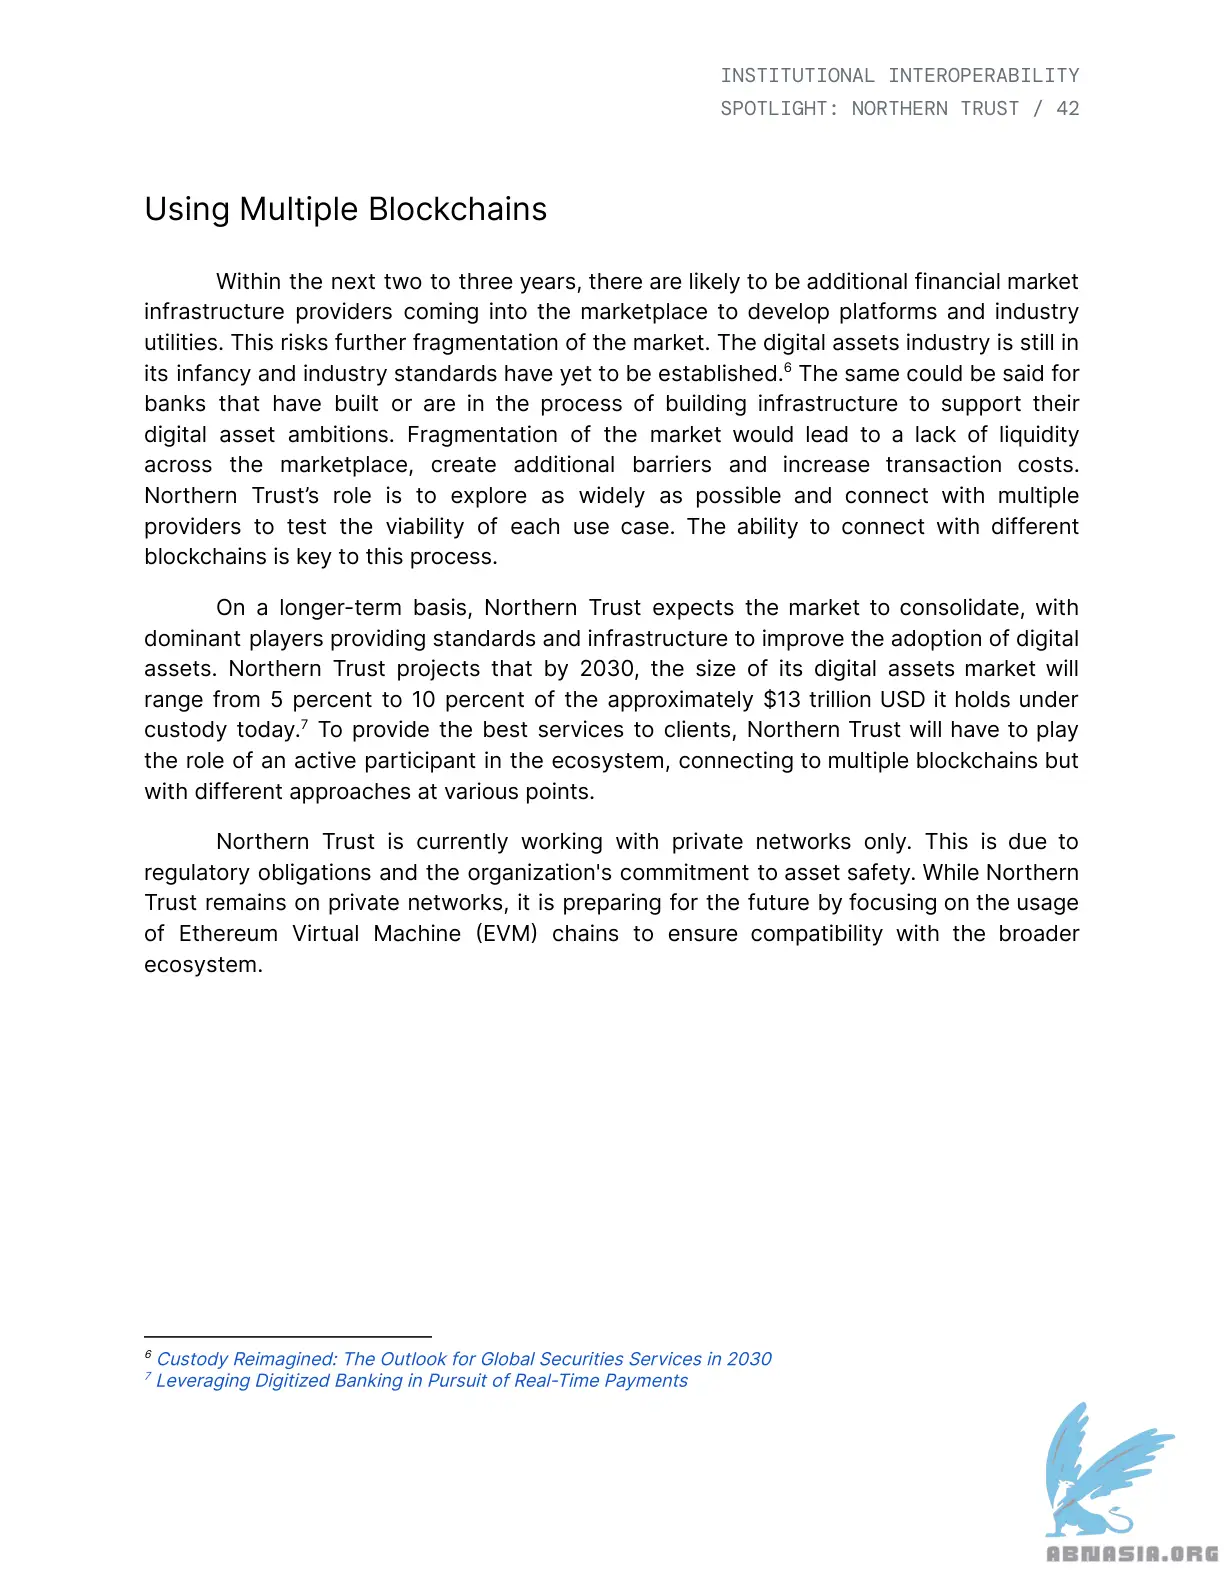 INSTITUTIONAL INTEROPERABILITY
SPOTLIGHT: NORTHERN TRUST / 42
Using Multiple Blockchains
Within the next two to three years, there are likely to be additional financial market
infrastructure providers coming into the marketplace to develop platforms and industry
utilities. This risks further fragmentation of the market. The digital assets industry is still in
its infancy and industry standards have yet to be established.⁶ The same could be said for
banks that have built or are in the process of building infrastructure to support their
digital asset ambitions. Fragmentation of the market would lead to a lack of liquidity
across the marketplace, create additional barriers and increase transaction costs.
Northern Trust’s role is to explore as widely as possible and connect with multiple
providers to test the viability of each use case. The ability to connect with different
blockchains is key to this process.
On a longer-term basis, Northern Trust expects the market to consolidate, with
dominant players providing standards and infrastructure to improve the adoption of digital
assets. Northern Trust projects that by 2030, the size of its digital assets market will
range from 5 percent to 10 percent of the approximately $13 trillion USD it holds under
custody today.⁷ To provide the best services to clients, Northern Trust will have to play
the role of an active participant in the ecosystem, connecting to multiple blockchains but
with different approaches at various points.
Northern Trust is currently working with private networks only. This is due to
regulatory obligations and the organization's commitment to asset safety. While Northern
Trust remains on private networks, it is preparing for the future by focusing on the usage
of Ethereum Virtual Machine (EVM) chains to ensure compatibility with the broader
ecosystem.
⁶ Custody Reimagined: The Outlook for Global Securities Services in 2030
⁷ Leveraging Digitized Banking in Pursuit of Real-Time Payments
ABNASIA.ORG